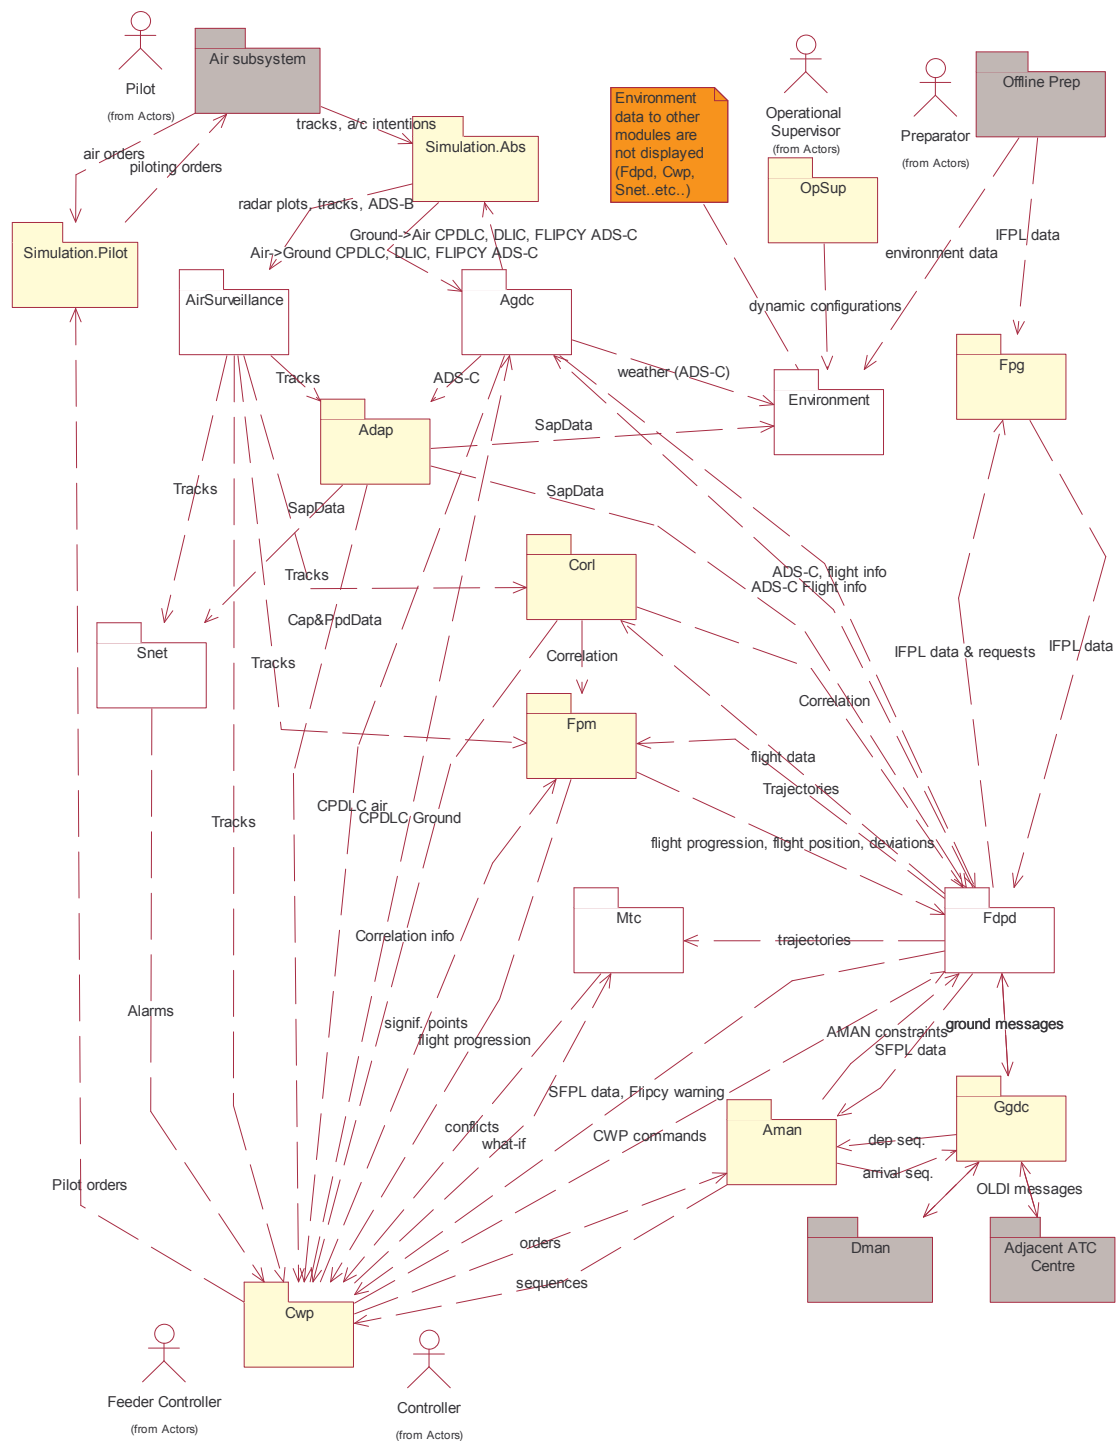 Pilot
(from Actors)
Air subsystem
Operational
Supervisor
(from Actors)
Preparator
(from Actors)
Offline Prep
Environment
data to other
modules are
not displayed
(Fdpd, Cwp,
Snet..etc..)
tracks, a/c intentions
air orders
piloting orders
Simulation.Abs
OpSup
radar plots, tracks, ADS-B
Ground->Air CPDLC, DLIC, FLIPCY ADS-C
Air->Ground CPDLC, DLIC, FLIPCY ADS-C
IFPL data
environment data
Simulation.Pilot
AirSurveillance
Agdc
dynamic configurations
Fpg
Tracks
ADS-C
weather (ADS-C)
Environment
Adap
SapData
Tracks
SapData
SapData
Corl
Tracks
ADS-C, flight info
ADS-C Flight info
Cap&PpdData
Snet
Tracks
Correlation
IFPL data & requests
IFPL data
Correlation
Fpm
flight data
Trajectories
CPDLC air
CPDLC Ground
Tracks
flight progression, flight position, deviations
Mtc
Fdpd
Correlation info
trajectories
Alarms
signif. points
flight progression
AMAN constraints
ground messages
SFPL data
SFPL data, Flipcy warning
Ggdc
conflicts
what-if
CWP commands
Aman
dep seq.
arrival seq.
Pilot orders
OLDI messages
orders
sequences
Dman
Adjacent ATC
Centre
Cwp
Feeder Controller
(from Actors)
Controller
(from Actors)